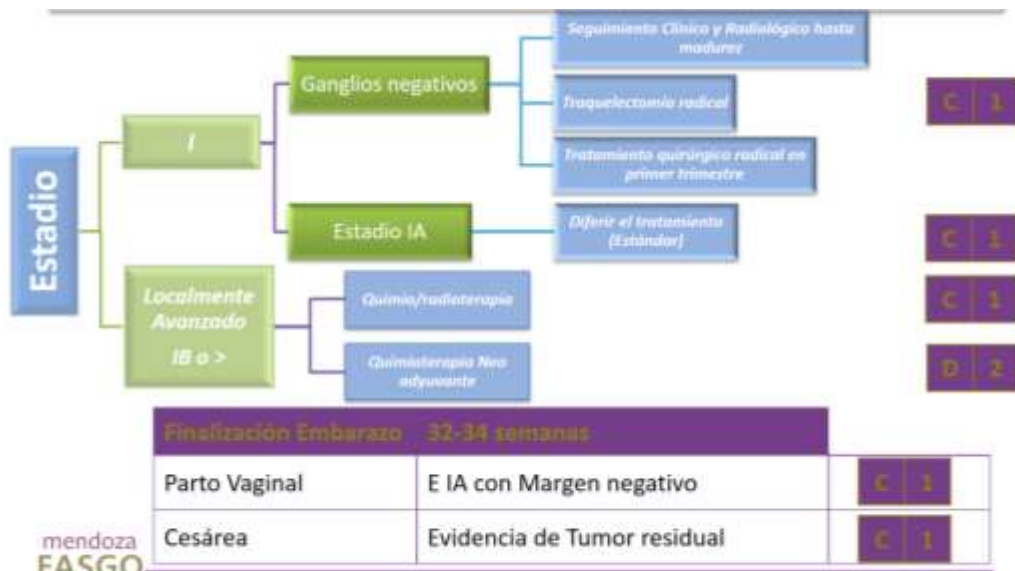 Estadio
I
Ganglios negativos
Seguimiento Clínico y Radiológico hasta
madurez
Traquelectomía radical
Tratamiento quirúrgico radical en
primer trimestre
C 1
Estadio IA
Diferir el tratamiento
(Estándar)
C 1
Localmente
Avanzado
IB o >
Quimio/radioterapia
C 1
Quimioterapia Neo
adyuvante
D 2
Finalización Embarazo 32-34 semanas
Parto Vaginal E IA con Margen negativo C 1
Cesárea Evidencia de Tumor residual C 1
mendoza
FASGO